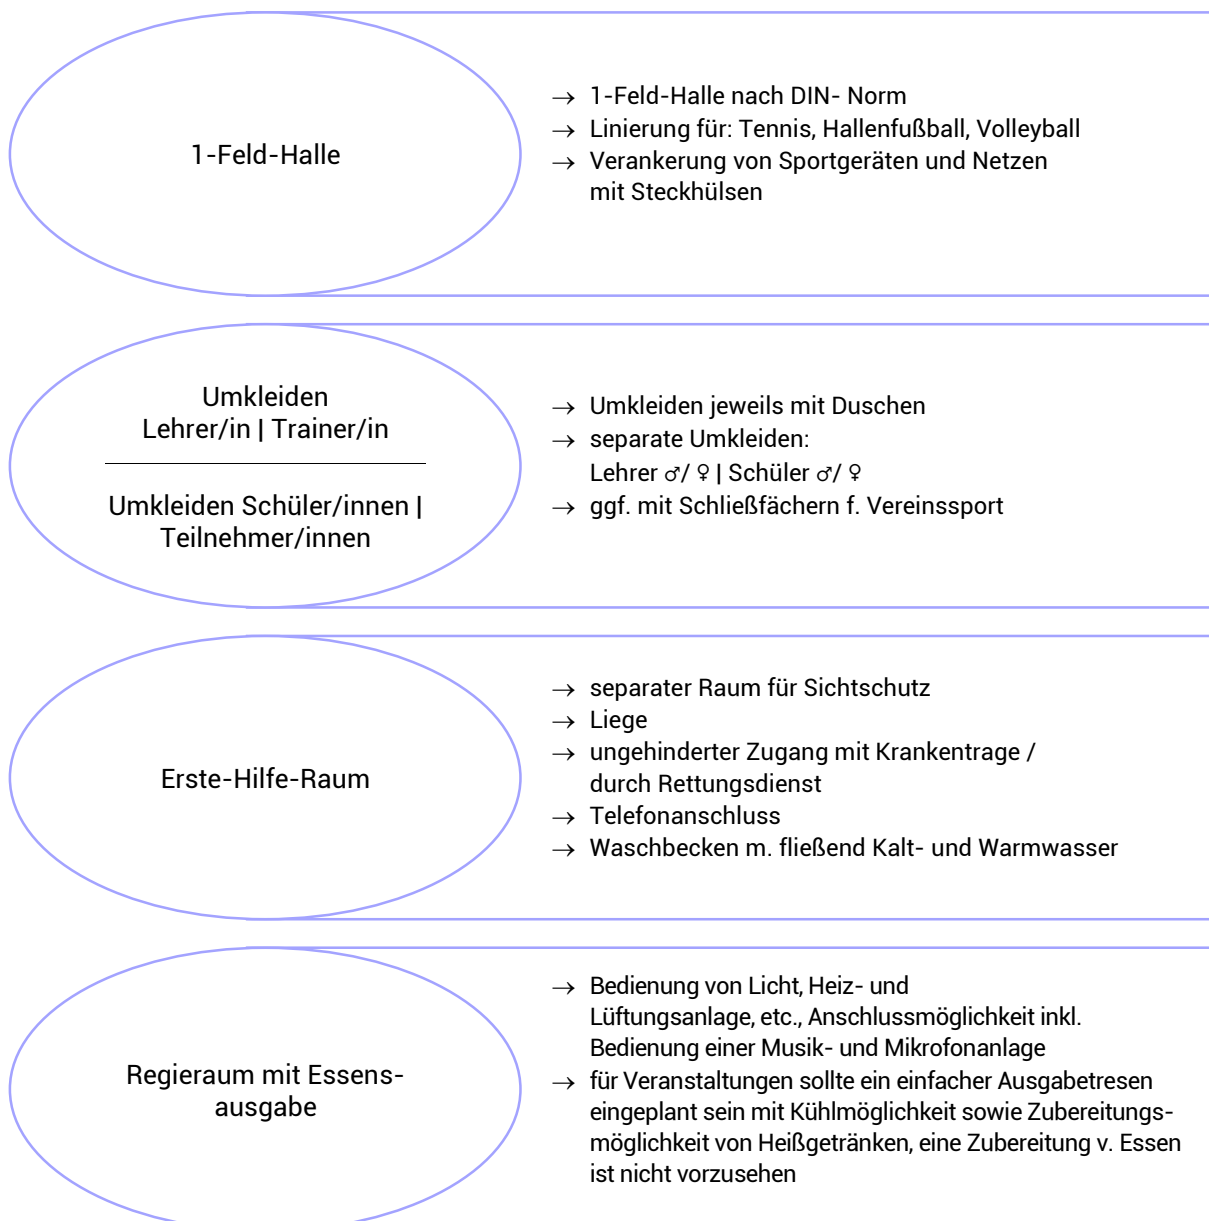 1-Feld-Halle
→ 1-Feld-Halle nach DIN- Norm
→ Linierung für: Tennis, Hallenfußball, Volleyball
→ Verankerung von Sportgeräten und Netzen
mit Steckhülsen
Umkleiden
Lehrer/in | Trainer/in
Umkleiden Schüler/innen |
Teilnehmer/innen
→ Umkleiden jeweils mit Duschen
→ separate Umkleiden:
Lehrer ♂/ ♀ | Schüler ♂/ ♀
→ ggf. mit Schließfächern f. Vereinssport
Erste-Hilfe-Raum
→ separater Raum für Sichtschutz
→ Liege
→ ungehinderter Zugang mit Krankentrage /
durch Rettungsdienst
→ Telefonanschluss
→ Waschbecken m. fließend Kalt- und Warmwasser
Regieraum mit Essens-
ausgabe
→ Bedienung von Licht, Heiz- und
Lüftungsanlage, etc., Anschlussmöglichkeit inkl.
Bedienung einer Musik- und Mikrofonanlage
→ für Veranstaltungen sollte ein einfacher Ausgabetresen
eingeplant sein mit Kühlmöglichkeit sowie Zubereitungs-
möglichkeit von Heißgetränken, eine Zubereitung v. Essen
ist nicht vorzusehen